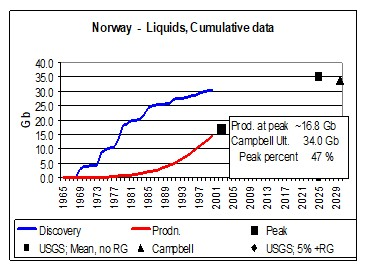 Norway - Liquids, Cumulative data
Gb
40.0
35.0
30.0
25.0
20.0
15.0
10.0
5.0
0.0
Prod. at peak ~16.8 Gb
Campbell Ult. 34.0 Gb
Peak percent 47 %
1965 1969 1973 1977 1981 1985 1989 1993 1997 2001 2005 2009 2013 2017 2021 2025 2029
Discovery Prodn. Peak
USGS; Mean, no RG Campbell USGS; 5% +RG